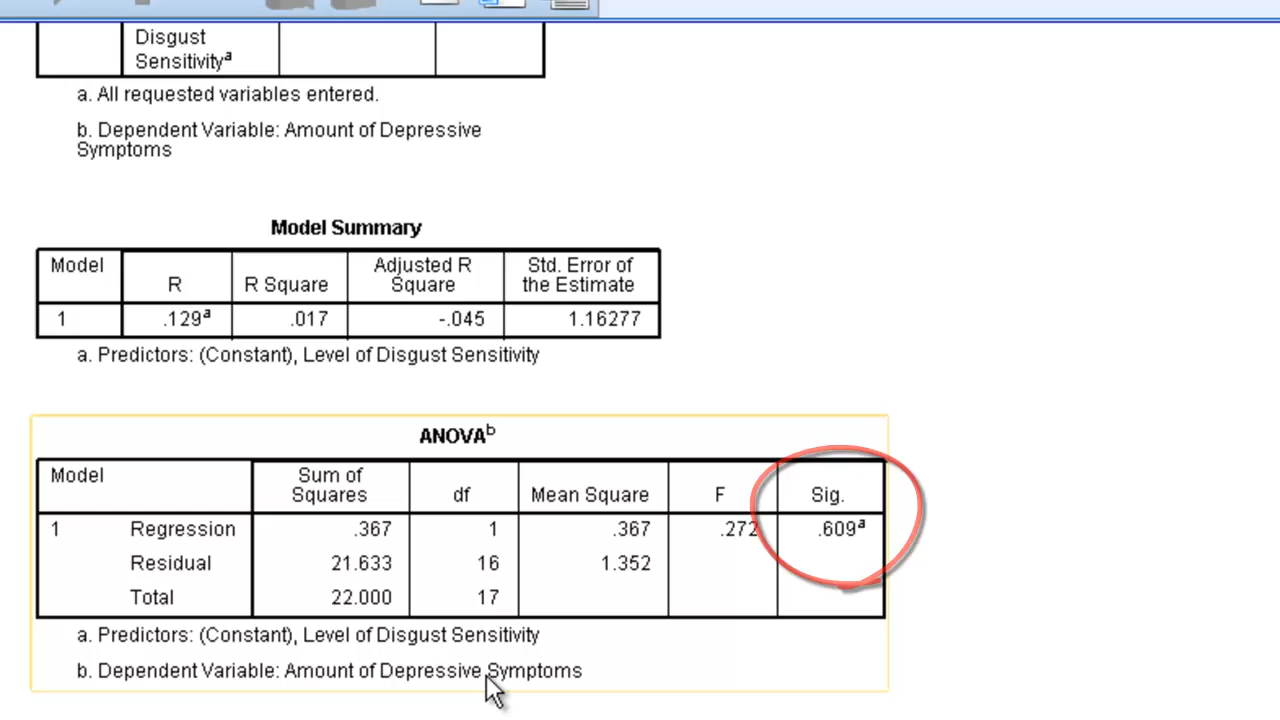 Disgust
Sensitivityª
a. All requested variables entered.
b. Dependent Variable: Amount of Depressive
Symptoms
Model Summary
Model R R Square Adjusted R Square Std. Error of the Estimate
1 .129ª .017 -.045 1.16277
a. Predictors: (Constant), Level of Disgust Sensitivity
ANOVAᵇ
Model Sum of Squares df Mean Square F Sig.
1 Regression .367 1 .367 .272 .609ª
Residual 21.633 16 1.352
Total 22.000 17
a. Predictors: (Constant), Level of Disgust Sensitivity
b. Dependent Variable: Amount of Depressive Symptoms